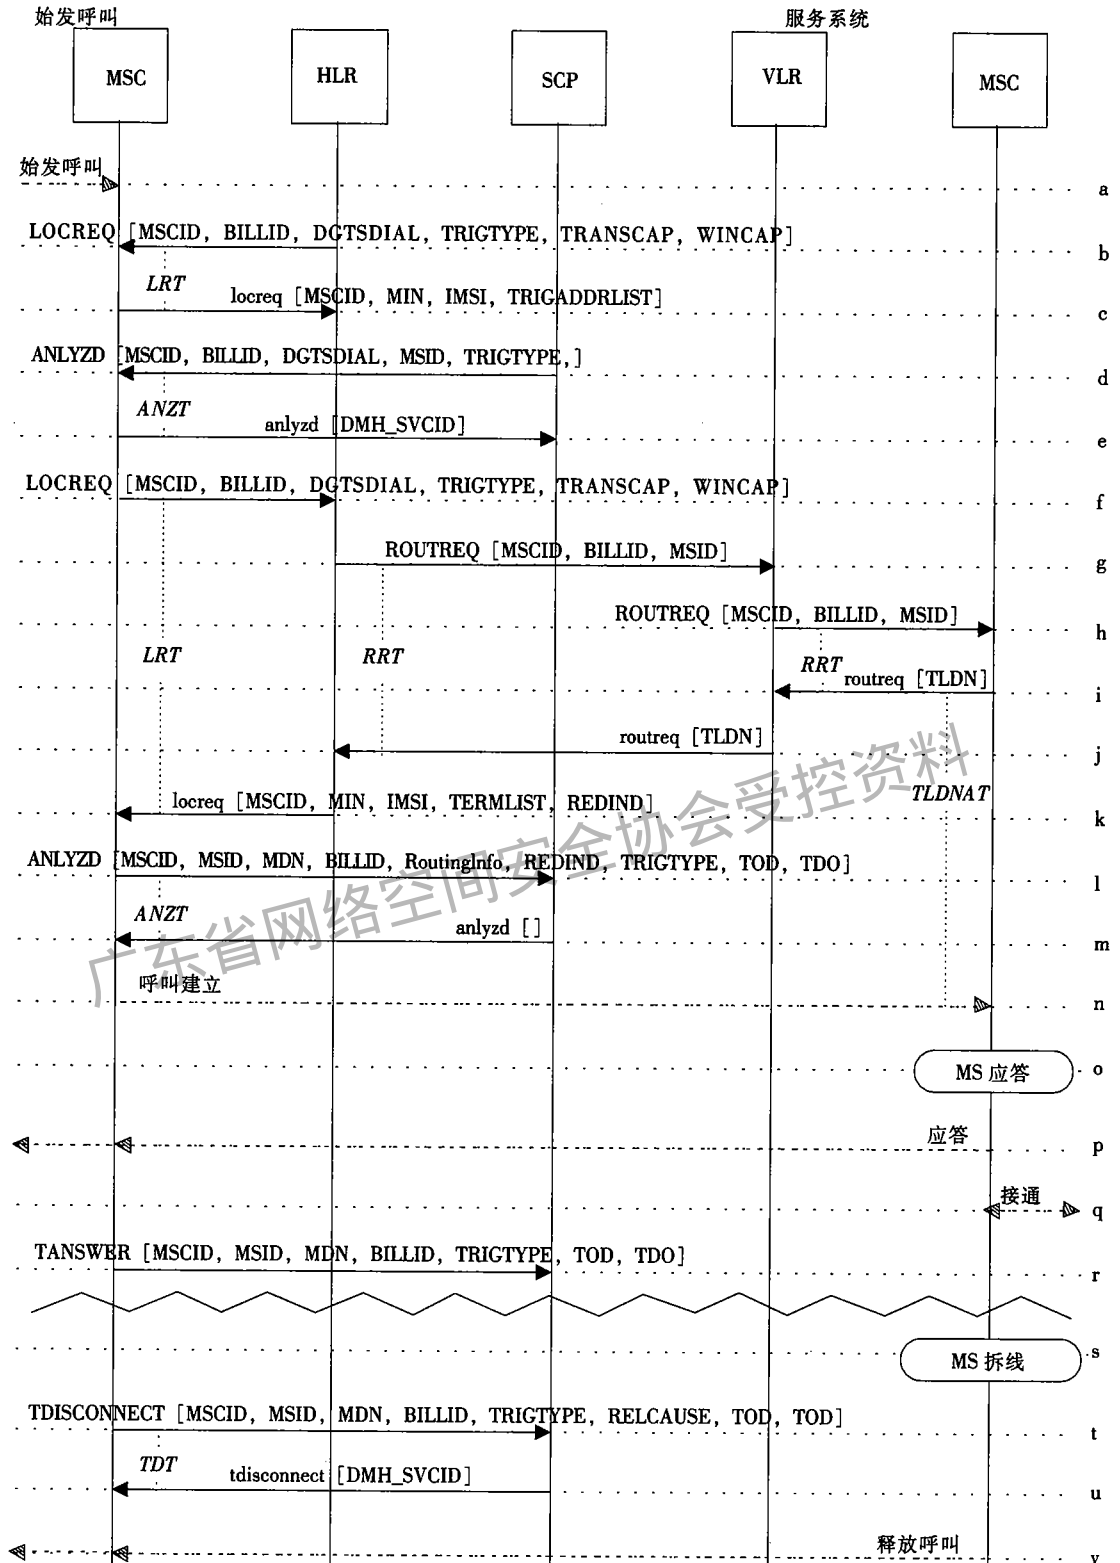 始发呼叫 服务系统
MSC HLR SCP VLR MSC
始发呼叫
a
LOCREQ [MSCID, BILLID, DGTSDIAL, TRIGTYPE, TRANSCAP, WINCAP]
b
LRT
locreq [MSCID, MIN, IMSI, TRIGADDRLIST]
c
ANLYZD [MSCID, BILLID, DGTSDIAL, MSID, TRIGTYPE,]
d
ANZT
anlyzd [DMH_SVCID]
e
LOCREQ [MSCID, BILLID, DGTSDIAL, TRIGTYPE, TRANSCAP, WINCAP]
f
ROUTREQ [MSCID, BILLID, MSID]
g
ROUTREQ [MSCID, BILLID, MSID]
h
LRT RRT RRT
routreq [TLDN]
i
routreq [TLDN]
j
TLDNAT
locreq [MSCID, MIN, IMSI, TERMLIST, REDIND]
k
ANLYZD [MSCID, MSID, MDN, BILLID, RoutingInfo, REDIND, TRIGTYPE, TOD, TDO]
l
ANZT
anlyzd []
m
呼叫建立
n
MS 应答
o
应答
p
接通
q
TANSWER [MSCID, MSID, MDN, BILLID, TRIGTYPE, TOD, TDO]
r
MS 拆线
s
TDISCONNECT [MSCID, MSID, MDN, BILLID, TRIGTYPE, RELCAUSE, TOD, TOD]
t
TDT
tdisconnect [DMH_SVCID]
u
释放呼叫
v
广东省网络空间安全协会受控资料